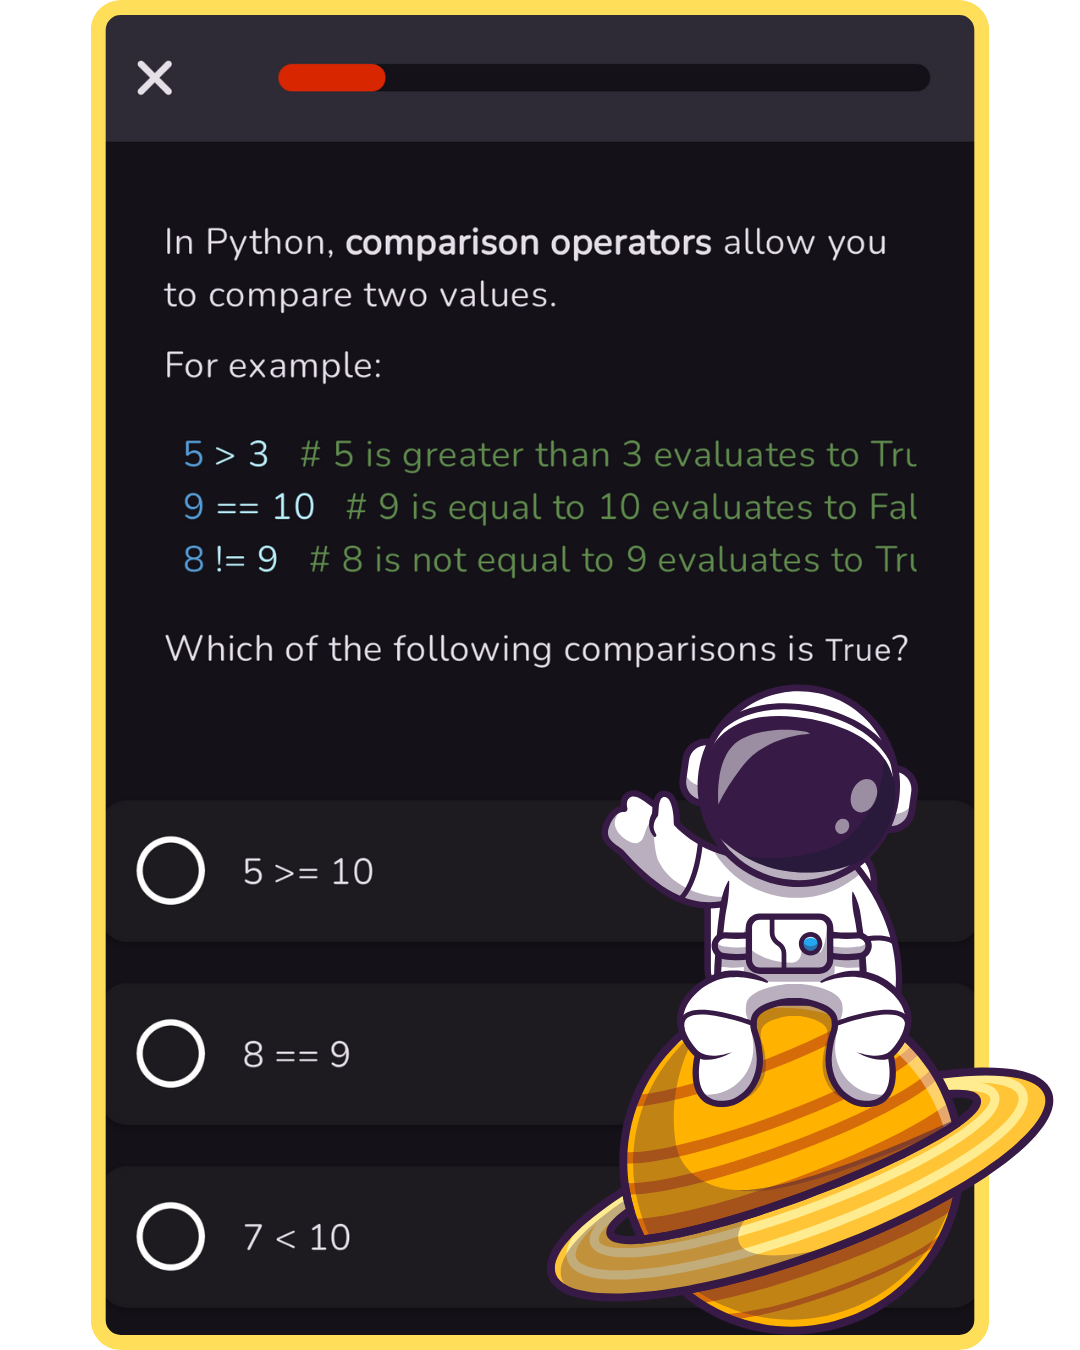 In Python, comparison operators allow you
to compare two values.
For example:
5 > 3 # 5 is greater than 3 evaluates to Tru
9 == 10 # 9 is equal to 10 evaluates to Fal
8 != 9 # 8 is not equal to 9 evaluates to Tru
Which of the following comparisons is True?
5 >= 10
8 == 9
7 < 10